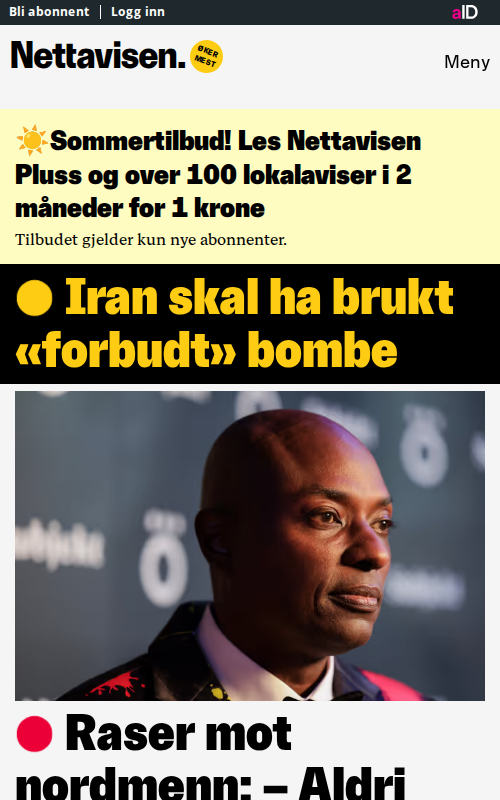 Bli abonnent | Logg inn
aID
Nettavisen.
ØKER
MEST
Meny
Sommertilbud! Les Nettavisen
Pluss og over 100 lokalaviser i 2
måneder for 1 krone
Tilbudet gjelder kun nye abonnenter.
Iran skal ha brukt
«forbudt» bombe
Raser mot
nordmenn: – Aldri